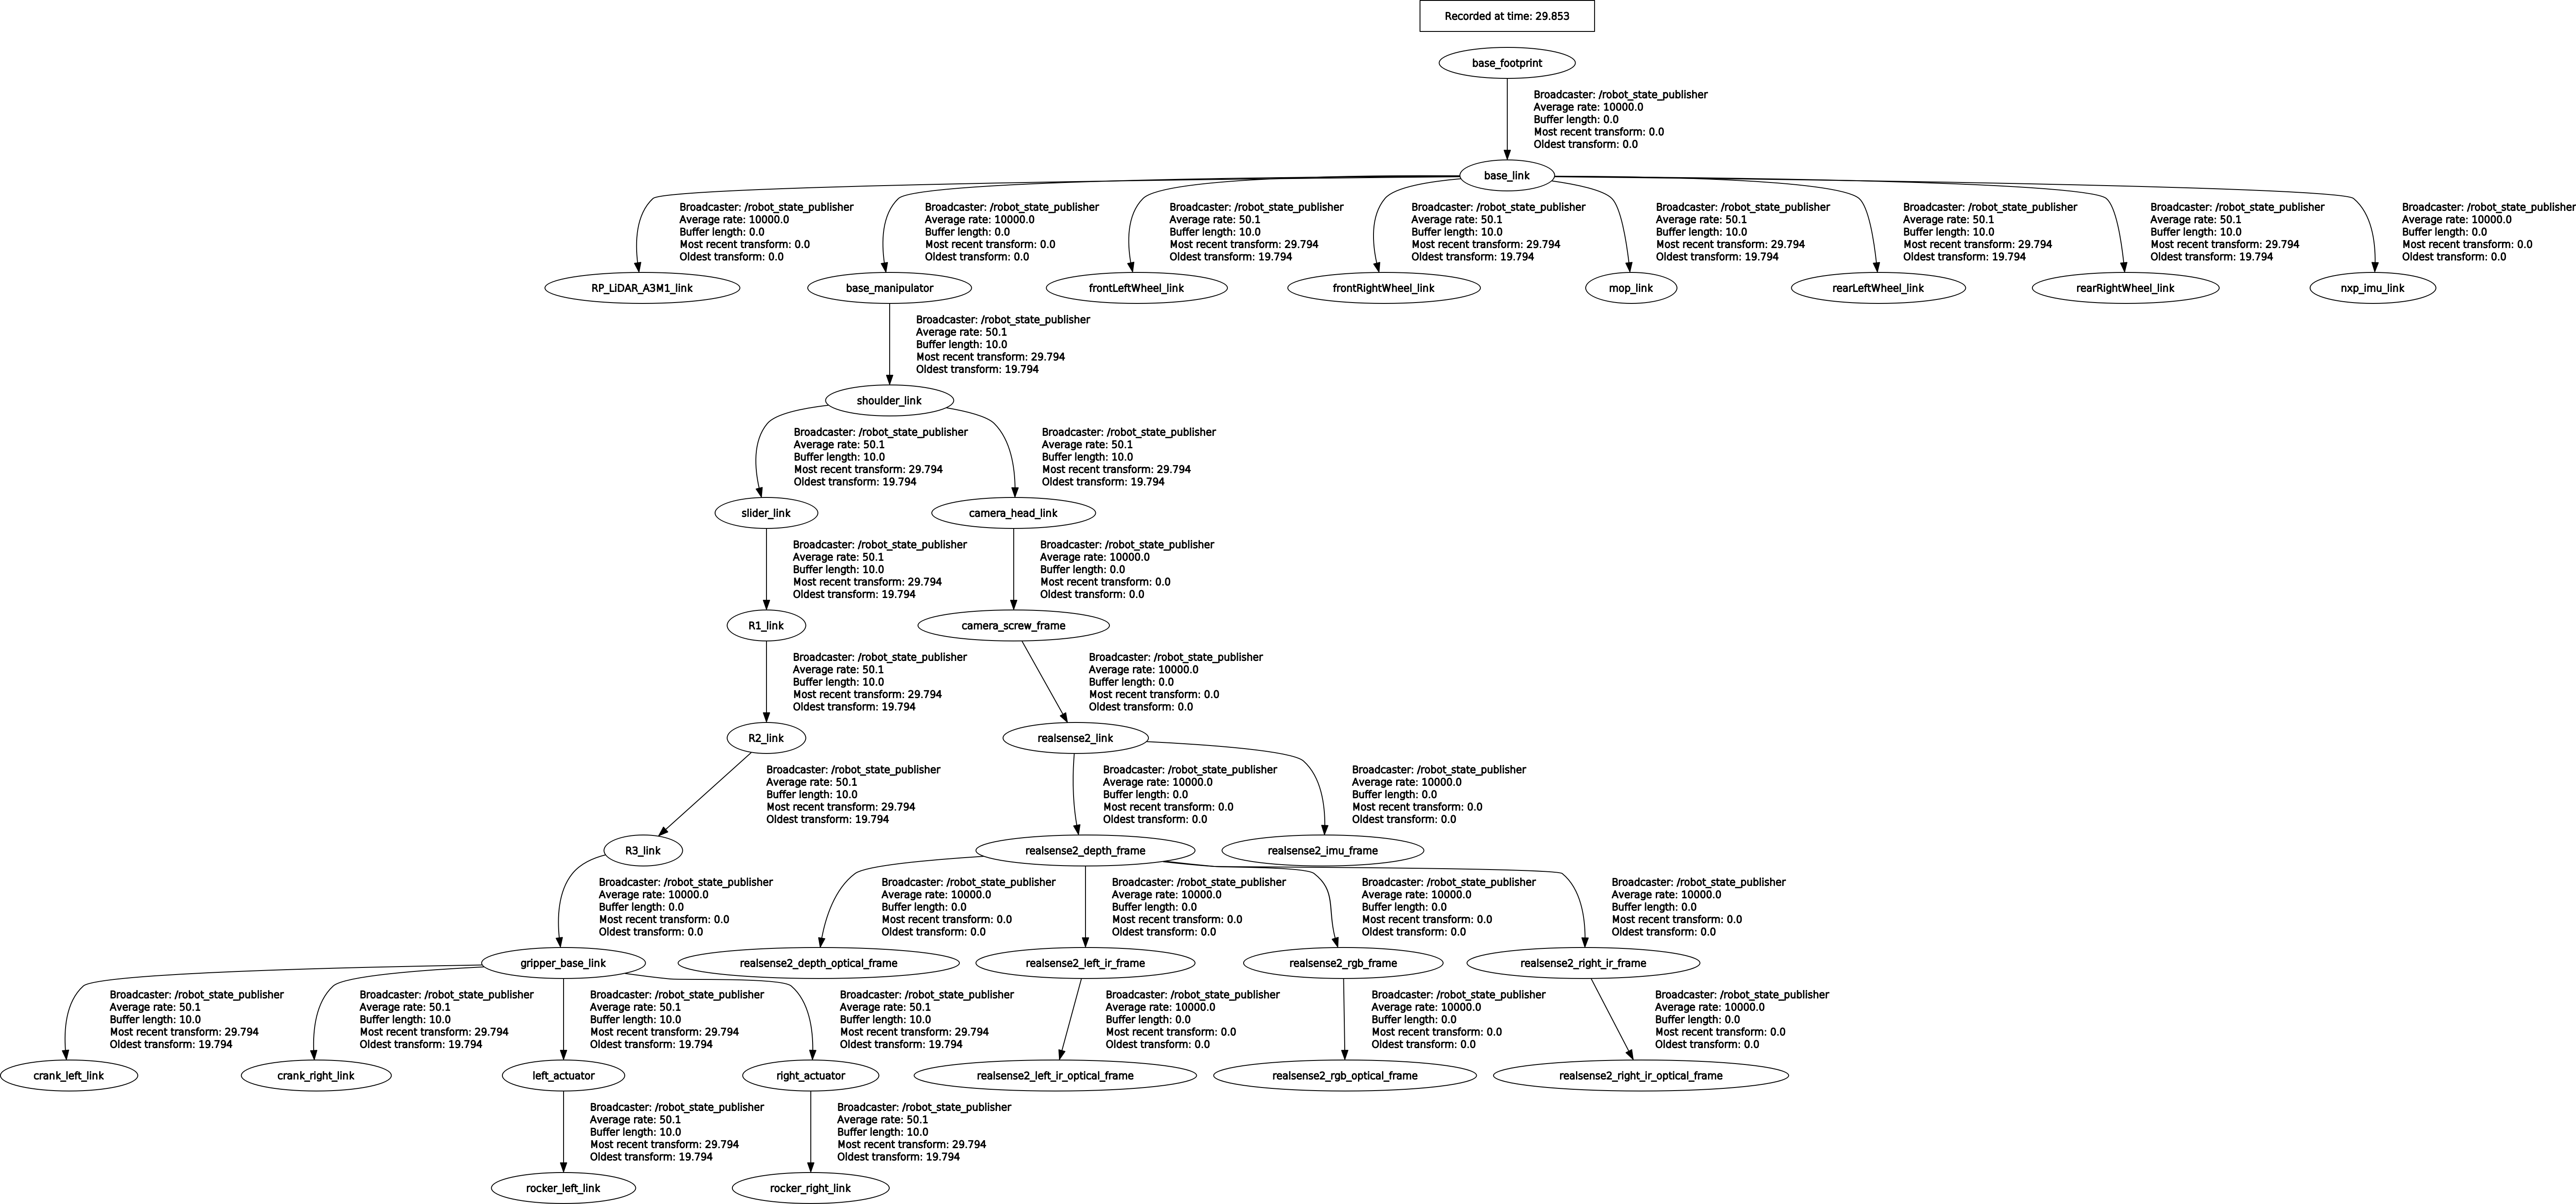 Recorded at time: 29.853
base_footprint
Broadcaster: /robot_state_publisher
Average rate: 10000.0
Buffer length: 0.0
Most recent transform: 0.0
Oldest transform: 0.0
base_link
Broadcaster: /robot_state_publisher
Average rate: 10000.0
Buffer length: 0.0
Most recent transform: 0.0
Oldest transform: 0.0
Broadcaster: /robot_state_publisher
Average rate: 10000.0
Buffer length: 0.0
Most recent transform: 0.0
Oldest transform: 0.0
Broadcaster: /robot_state_publisher
Average rate: 50.1
Buffer length: 10.0
Most recent transform: 29.794
Oldest transform: 19.794
Broadcaster: /robot_state_publisher
Average rate: 50.1
Buffer length: 10.0
Most recent transform: 29.794
Oldest transform: 19.794
Broadcaster: /robot_state_publisher
Average rate: 50.1
Buffer length: 10.0
Most recent transform: 29.794
Oldest transform: 19.794
Broadcaster: /robot_state_publisher
Average rate: 50.1
Buffer length: 10.0
Most recent transform: 29.794
Oldest transform: 19.794
Broadcaster: /robot_state_publisher
Average rate: 50.1
Buffer length: 10.0
Most recent transform: 29.794
Oldest transform: 19.794
Broadcaster: /robot_state_publisher
Average rate: 10000.0
Buffer length: 0.0
Most recent transform: 0.0
Oldest transform: 0.0
RP_LiDAR_A3M1_link
base_manipulator
frontLeftWheel_link
frontRightWheel_link
mop_link
rearLeftWheel_link
rearRightWheel_link
nxp_imu_link
Broadcaster: /robot_state_publisher
Average rate: 50.1
Buffer length: 10.0
Most recent transform: 29.794
Oldest transform: 19.794
shoulder_link
Broadcaster: /robot_state_publisher
Average rate: 50.1
Buffer length: 10.0
Most recent transform: 29.794
Oldest transform: 19.794
Broadcaster: /robot_state_publisher
Average rate: 50.1
Buffer length: 10.0
Most recent transform: 29.794
Oldest transform: 19.794
slider_link
camera_head_link
Broadcaster: /robot_state_publisher
Average rate: 50.1
Buffer length: 10.0
Most recent transform: 29.794
Oldest transform: 19.794
Broadcaster: /robot_state_publisher
Average rate: 10000.0
Buffer length: 0.0
Most recent transform: 0.0
Oldest transform: 0.0
R1_link
camera_screw_frame
Broadcaster: /robot_state_publisher
Average rate: 50.1
Buffer length: 10.0
Most recent transform: 29.794
Oldest transform: 19.794
Broadcaster: /robot_state_publisher
Average rate: 10000.0
Buffer length: 0.0
Most recent transform: 0.0
Oldest transform: 0.0
R2_link
realsense2_link
Broadcaster: /robot_state_publisher
Average rate: 50.1
Buffer length: 10.0
Most recent transform: 29.794
Oldest transform: 19.794
Broadcaster: /robot_state_publisher
Average rate: 10000.0
Buffer length: 0.0
Most recent transform: 0.0
Oldest transform: 0.0
Broadcaster: /robot_state_publisher
Average rate: 10000.0
Buffer length: 0.0
Most recent transform: 0.0
Oldest transform: 0.0
R3_link
realsense2_depth_frame
realsense2_imu_frame
Broadcaster: /robot_state_publisher
Average rate: 10000.0
Buffer length: 0.0
Most recent transform: 0.0
Oldest transform: 0.0
Broadcaster: /robot_state_publisher
Average rate: 10000.0
Buffer length: 0.0
Most recent transform: 0.0
Oldest transform: 0.0
Broadcaster: /robot_state_publisher
Average rate: 10000.0
Buffer length: 0.0
Most recent transform: 0.0
Oldest transform: 0.0
Broadcaster: /robot_state_publisher
Average rate: 10000.0
Buffer length: 0.0
Most recent transform: 0.0
Oldest transform: 0.0
Broadcaster: /robot_state_publisher
Average rate: 10000.0
Buffer length: 0.0
Most recent transform: 0.0
Oldest transform: 0.0
gripper_base_link
realsense2_depth_optical_frame
realsense2_left_ir_frame
realsense2_rgb_frame
realsense2_right_ir_frame
Broadcaster: /robot_state_publisher
Average rate: 50.1
Buffer length: 10.0
Most recent transform: 29.794
Oldest transform: 19.794
Broadcaster: /robot_state_publisher
Average rate: 50.1
Buffer length: 10.0
Most recent transform: 29.794
Oldest transform: 19.794
Broadcaster: /robot_state_publisher
Average rate: 50.1
Buffer length: 10.0
Most recent transform: 29.794
Oldest transform: 19.794
Broadcaster: /robot_state_publisher
Average rate: 50.1
Buffer length: 10.0
Most recent transform: 29.794
Oldest transform: 19.794
Broadcaster: /robot_state_publisher
Average rate: 10000.0
Buffer length: 0.0
Most recent transform: 0.0
Oldest transform: 0.0
Broadcaster: /robot_state_publisher
Average rate: 10000.0
Buffer length: 0.0
Most recent transform: 0.0
Oldest transform: 0.0
Broadcaster: /robot_state_publisher
Average rate: 10000.0
Buffer length: 0.0
Most recent transform: 0.0
Oldest transform: 0.0
crank_left_link
crank_right_link
left_actuator
right_actuator
realsense2_left_ir_optical_frame
realsense2_rgb_optical_frame
realsense2_right_ir_optical_frame
Broadcaster: /robot_state_publisher
Average rate: 50.1
Buffer length: 10.0
Most recent transform: 29.794
Oldest transform: 19.794
Broadcaster: /robot_state_publisher
Average rate: 50.1
Buffer length: 10.0
Most recent transform: 29.794
Oldest transform: 19.794
rocker_left_link
rocker_right_link